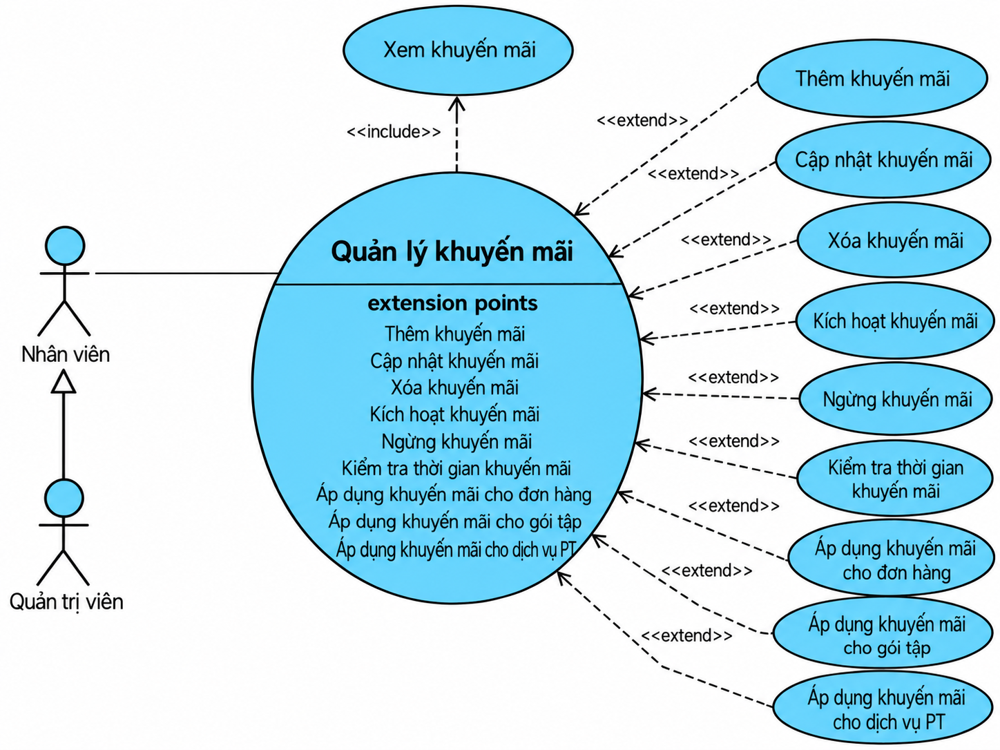 Xem khuyến mãi
<<include>>
Quản lý khuyến mãi
extension points
Thêm khuyến mãi
Cập nhật khuyến mãi
Xóa khuyến mãi
Kích hoạt khuyến mãi
Ngừng khuyến mãi
Kiểm tra thời gian khuyến mãi
Áp dụng khuyến mãi cho đơn hàng
Áp dụng khuyến mãi cho gói tập
Áp dụng khuyến mãi cho dịch vụ PT
Nhân viên
Quản trị viên
<<extend>>
Thêm khuyến mãi
<<extend>>
Cập nhật khuyến mãi
<<extend>>
Xóa khuyến mãi
<<extend>>
Kích hoạt khuyến mãi
<<extend>>
Ngừng khuyến mãi
<<extend>>
Kiểm tra thời gian
khuyến mãi
<<extend>>
Áp dụng khuyến mãi
cho đơn hàng
<<extend>>
Áp dụng khuyến mãi
cho gói tập
<<extend>>
Áp dụng khuyến mãi
cho dịch vụ PT